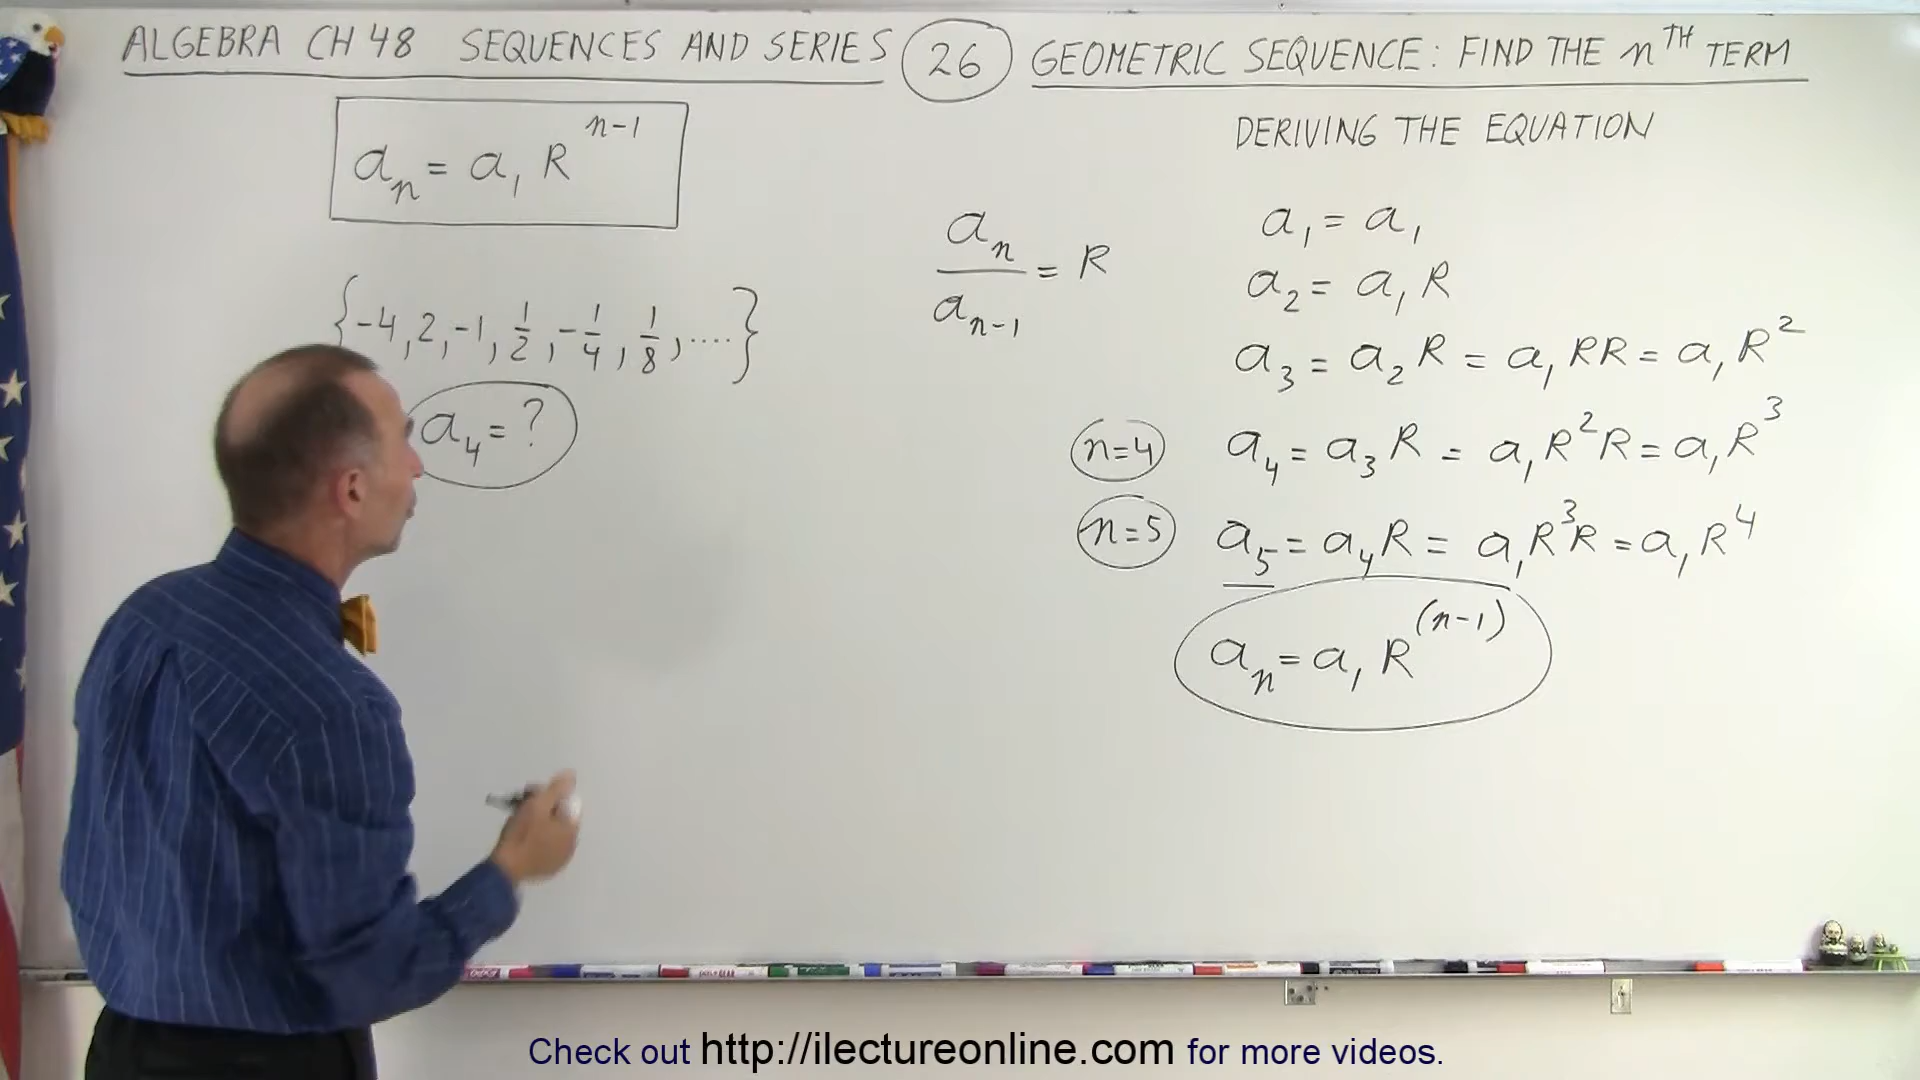 ALGEBRA CH 48 SEQUENCES AND SERIES 26 GEOMETRIC SEQUENCE: FIND THE nᵀᴴ TERM
aₙ = a₁ Rⁿ⁻¹
{-4, 2, -1, 1/2, -1/4, 1/8, ....}
a₄ = ?
aₙ/aₙ₋₁ = R
DERIVING THE EQUATION
a₁ = a₁
a₂ = a₁ R
a₃ = a₂ R = a₁ RR = a₁ R²
n=4 a₄ = a₃ R = a₁ R² R = a₁ R³
n=5 a₅ = a₄ R = a₁ R³ R = a₁ R⁴
aₙ = a₁ R⁽ⁿ⁻¹⁾
Check out http://ilectureonline.com for more videos.